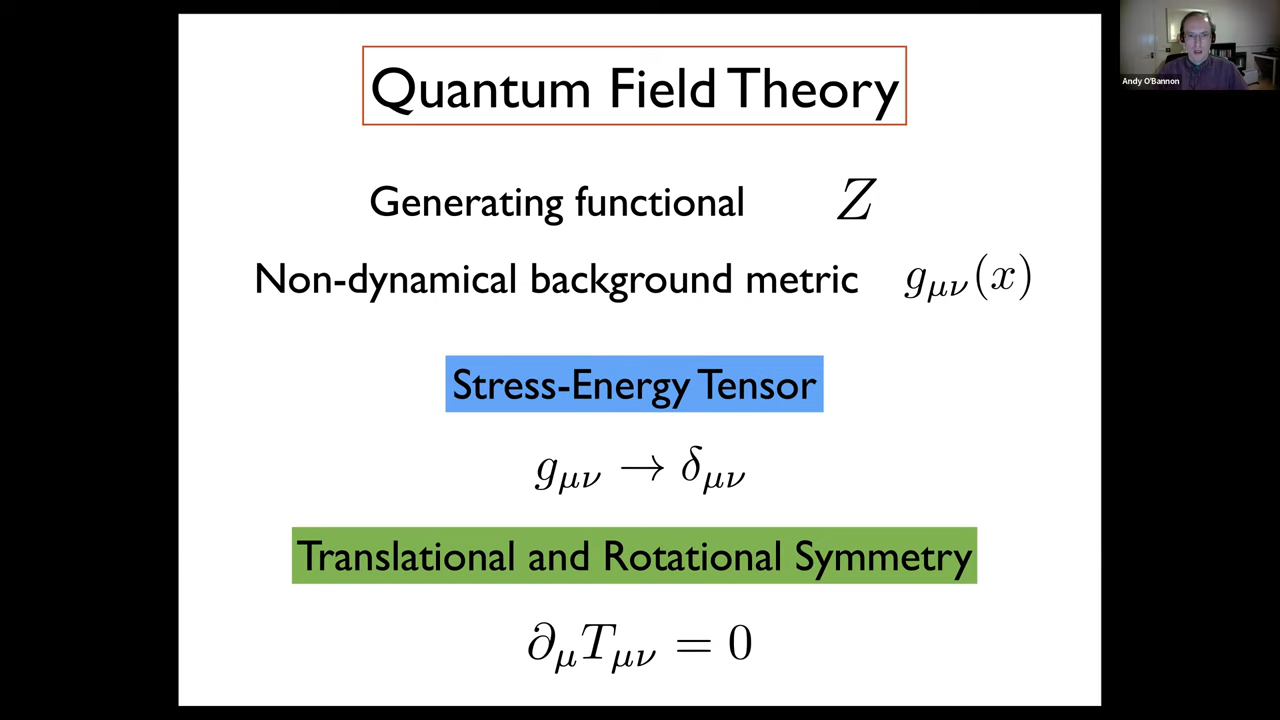 Quantum Field Theory
Andy O'Bannon
Generating functional Z
Non-dynamical background metric g_{μν}(x)
Stress-Energy Tensor
g_{μν} → δ_{μν}
Translational and Rotational Symmetry
∂_μ T_{μν} = 0